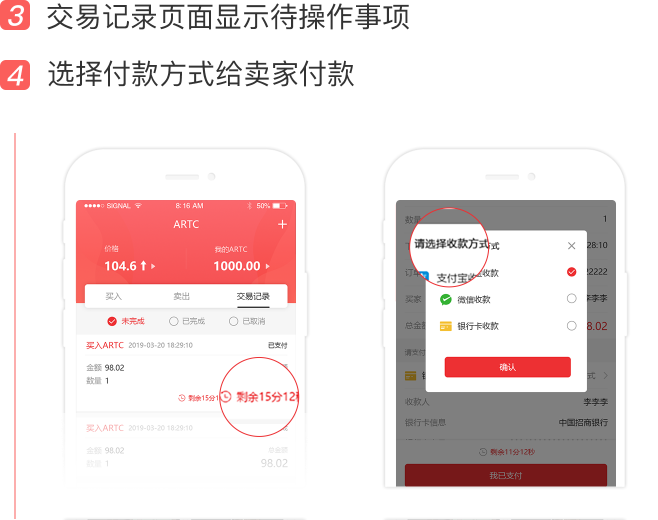 3 交易记录页面显示待操作事项
4 选择付款方式给卖家付款
SIGNAL 8:16 AM 50%
ARTC +
价格 我的ARTC
104.6 1000.00
买入 卖出 交易记录
未完成 已完成 已取消
买入ARTC 2019-03-20 18:29:10 已支付
金额 98.02
数量 1
剩余15分1 剩余15分12
买入ARTC 2019-03-20 18:29:10
金额 98.02 总金额
数量 1 98.02
数量 1
请选择收款方式 式 28:10
订单 支付宝收 收款 22222
买家 微信收款 李李李
总金额 银行卡收款 8.02
请支付
确认
式
收款人 李李李
银行卡信息 中国招商银行
剩余11分12秒
我已支付